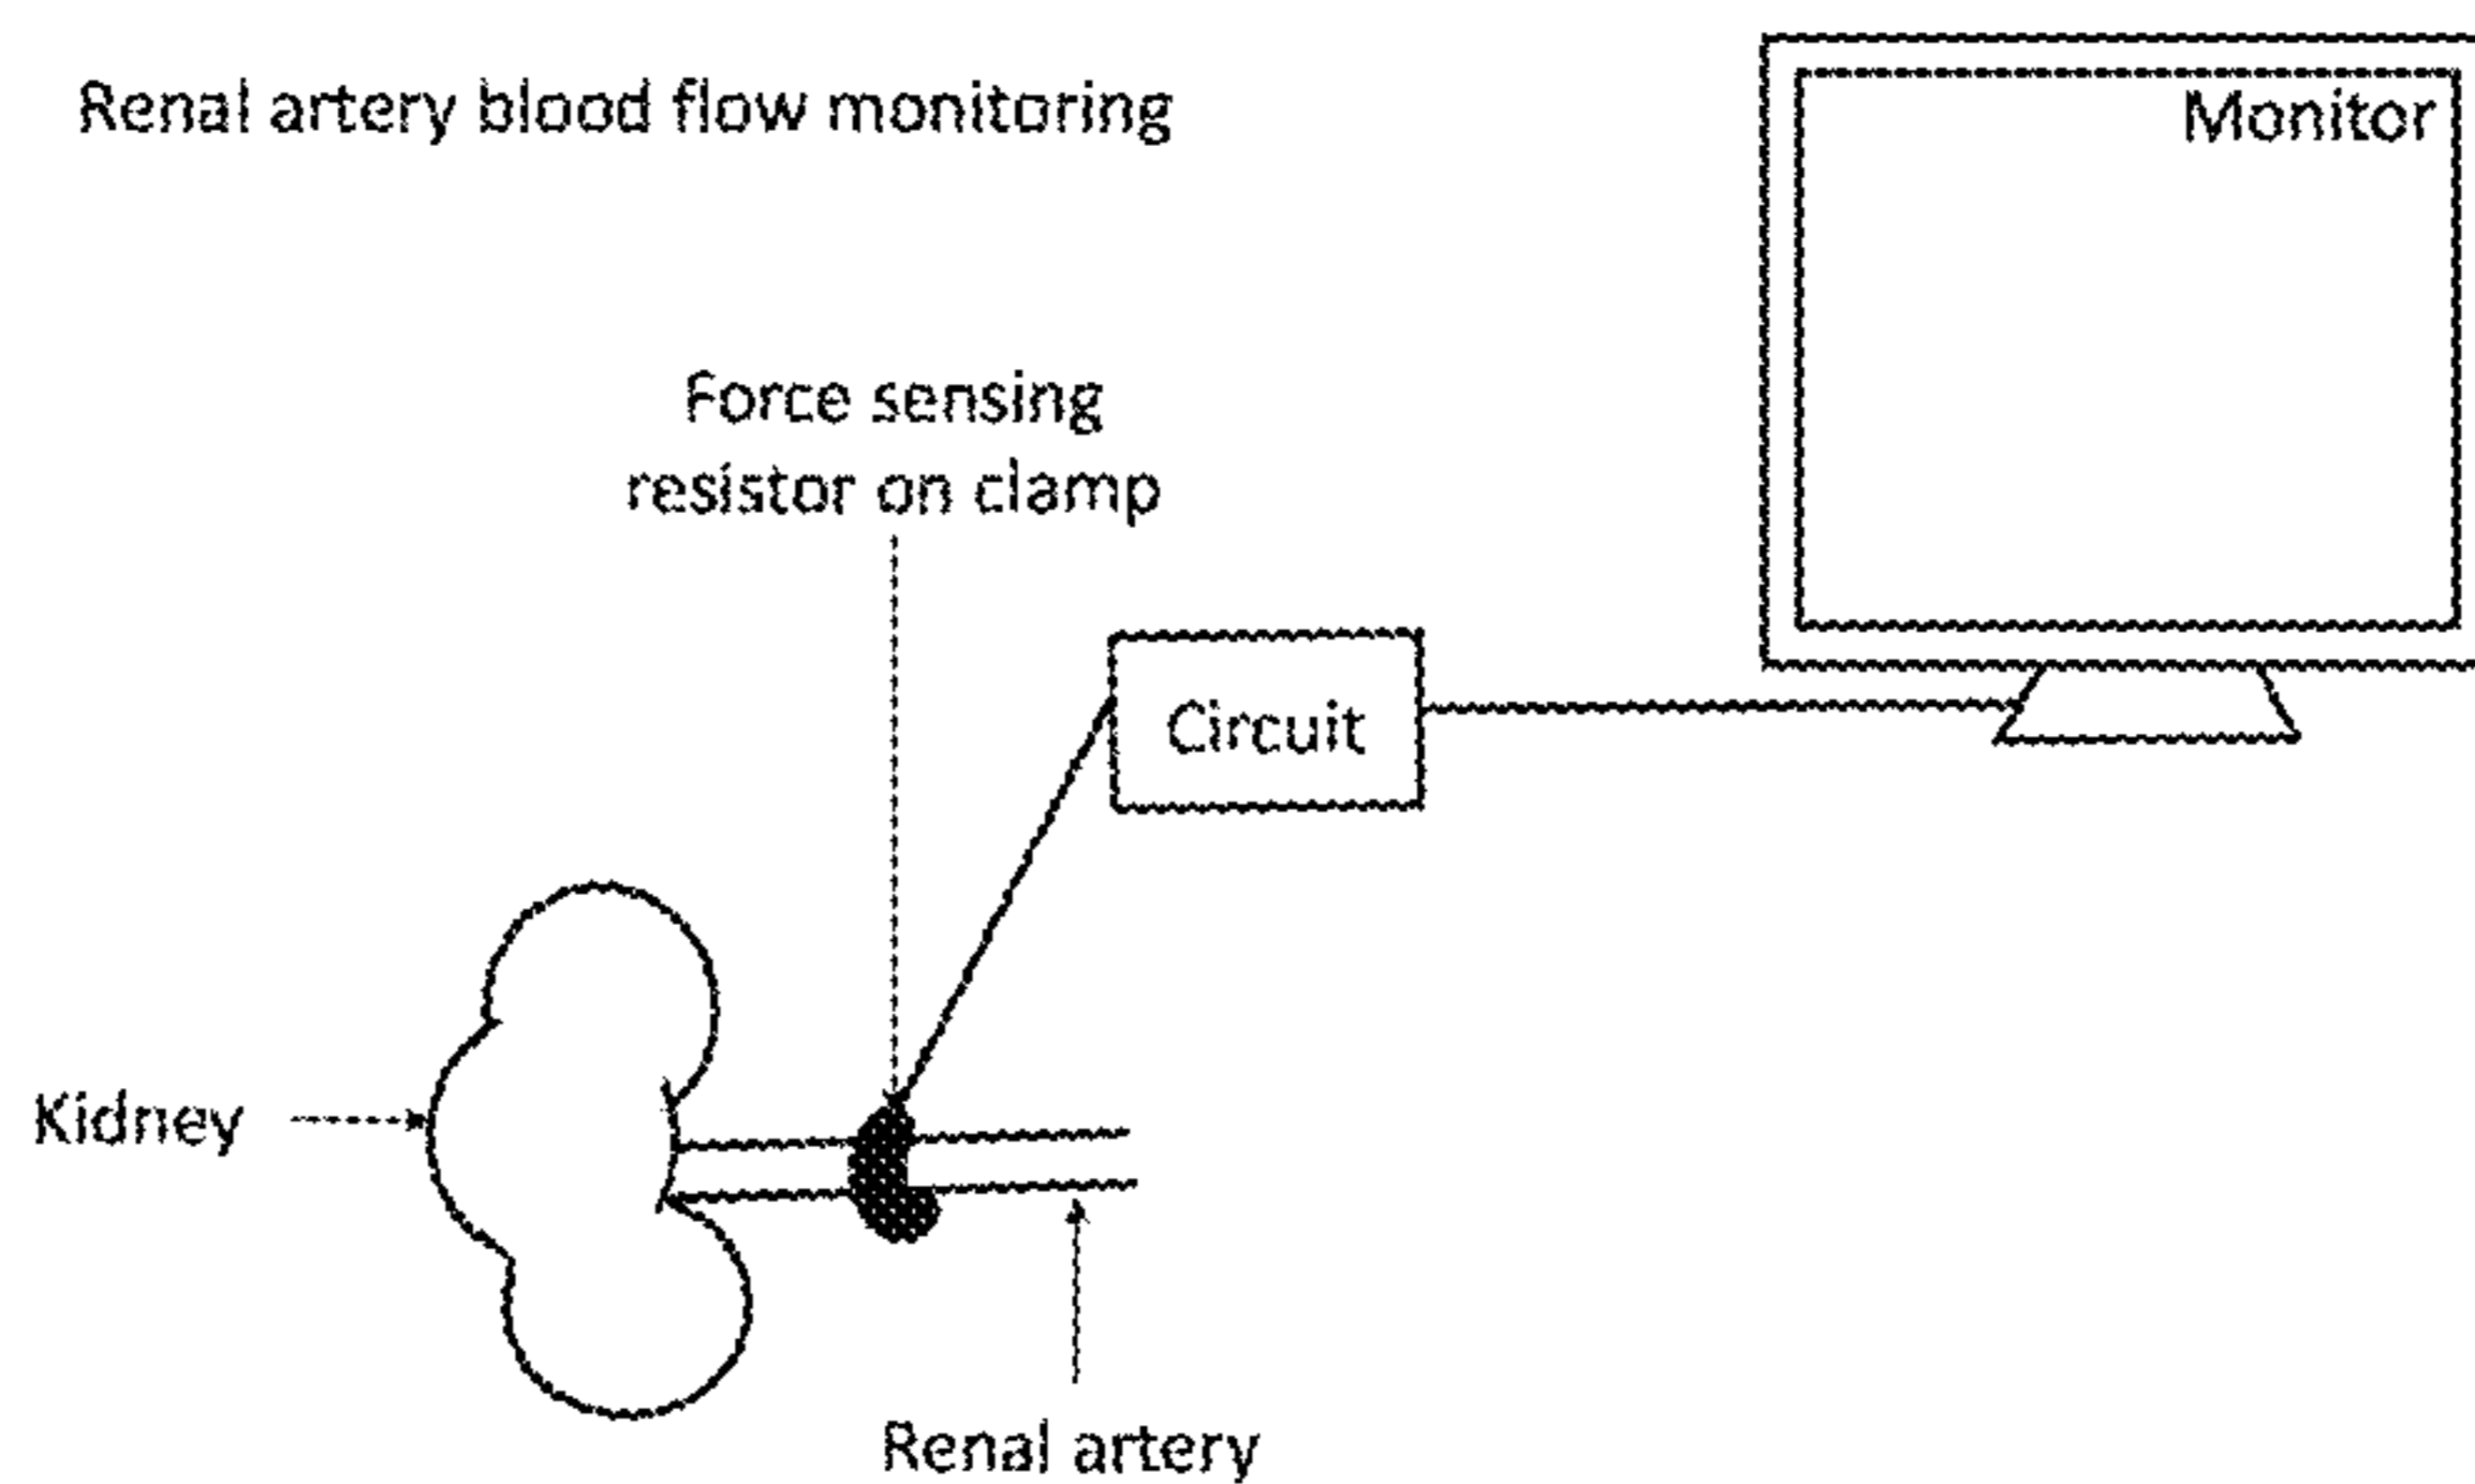 Renal artery blood flow monitoring
Monitor
Force sensing
resistor on clamp
Circuit
Kidney
Renal artery